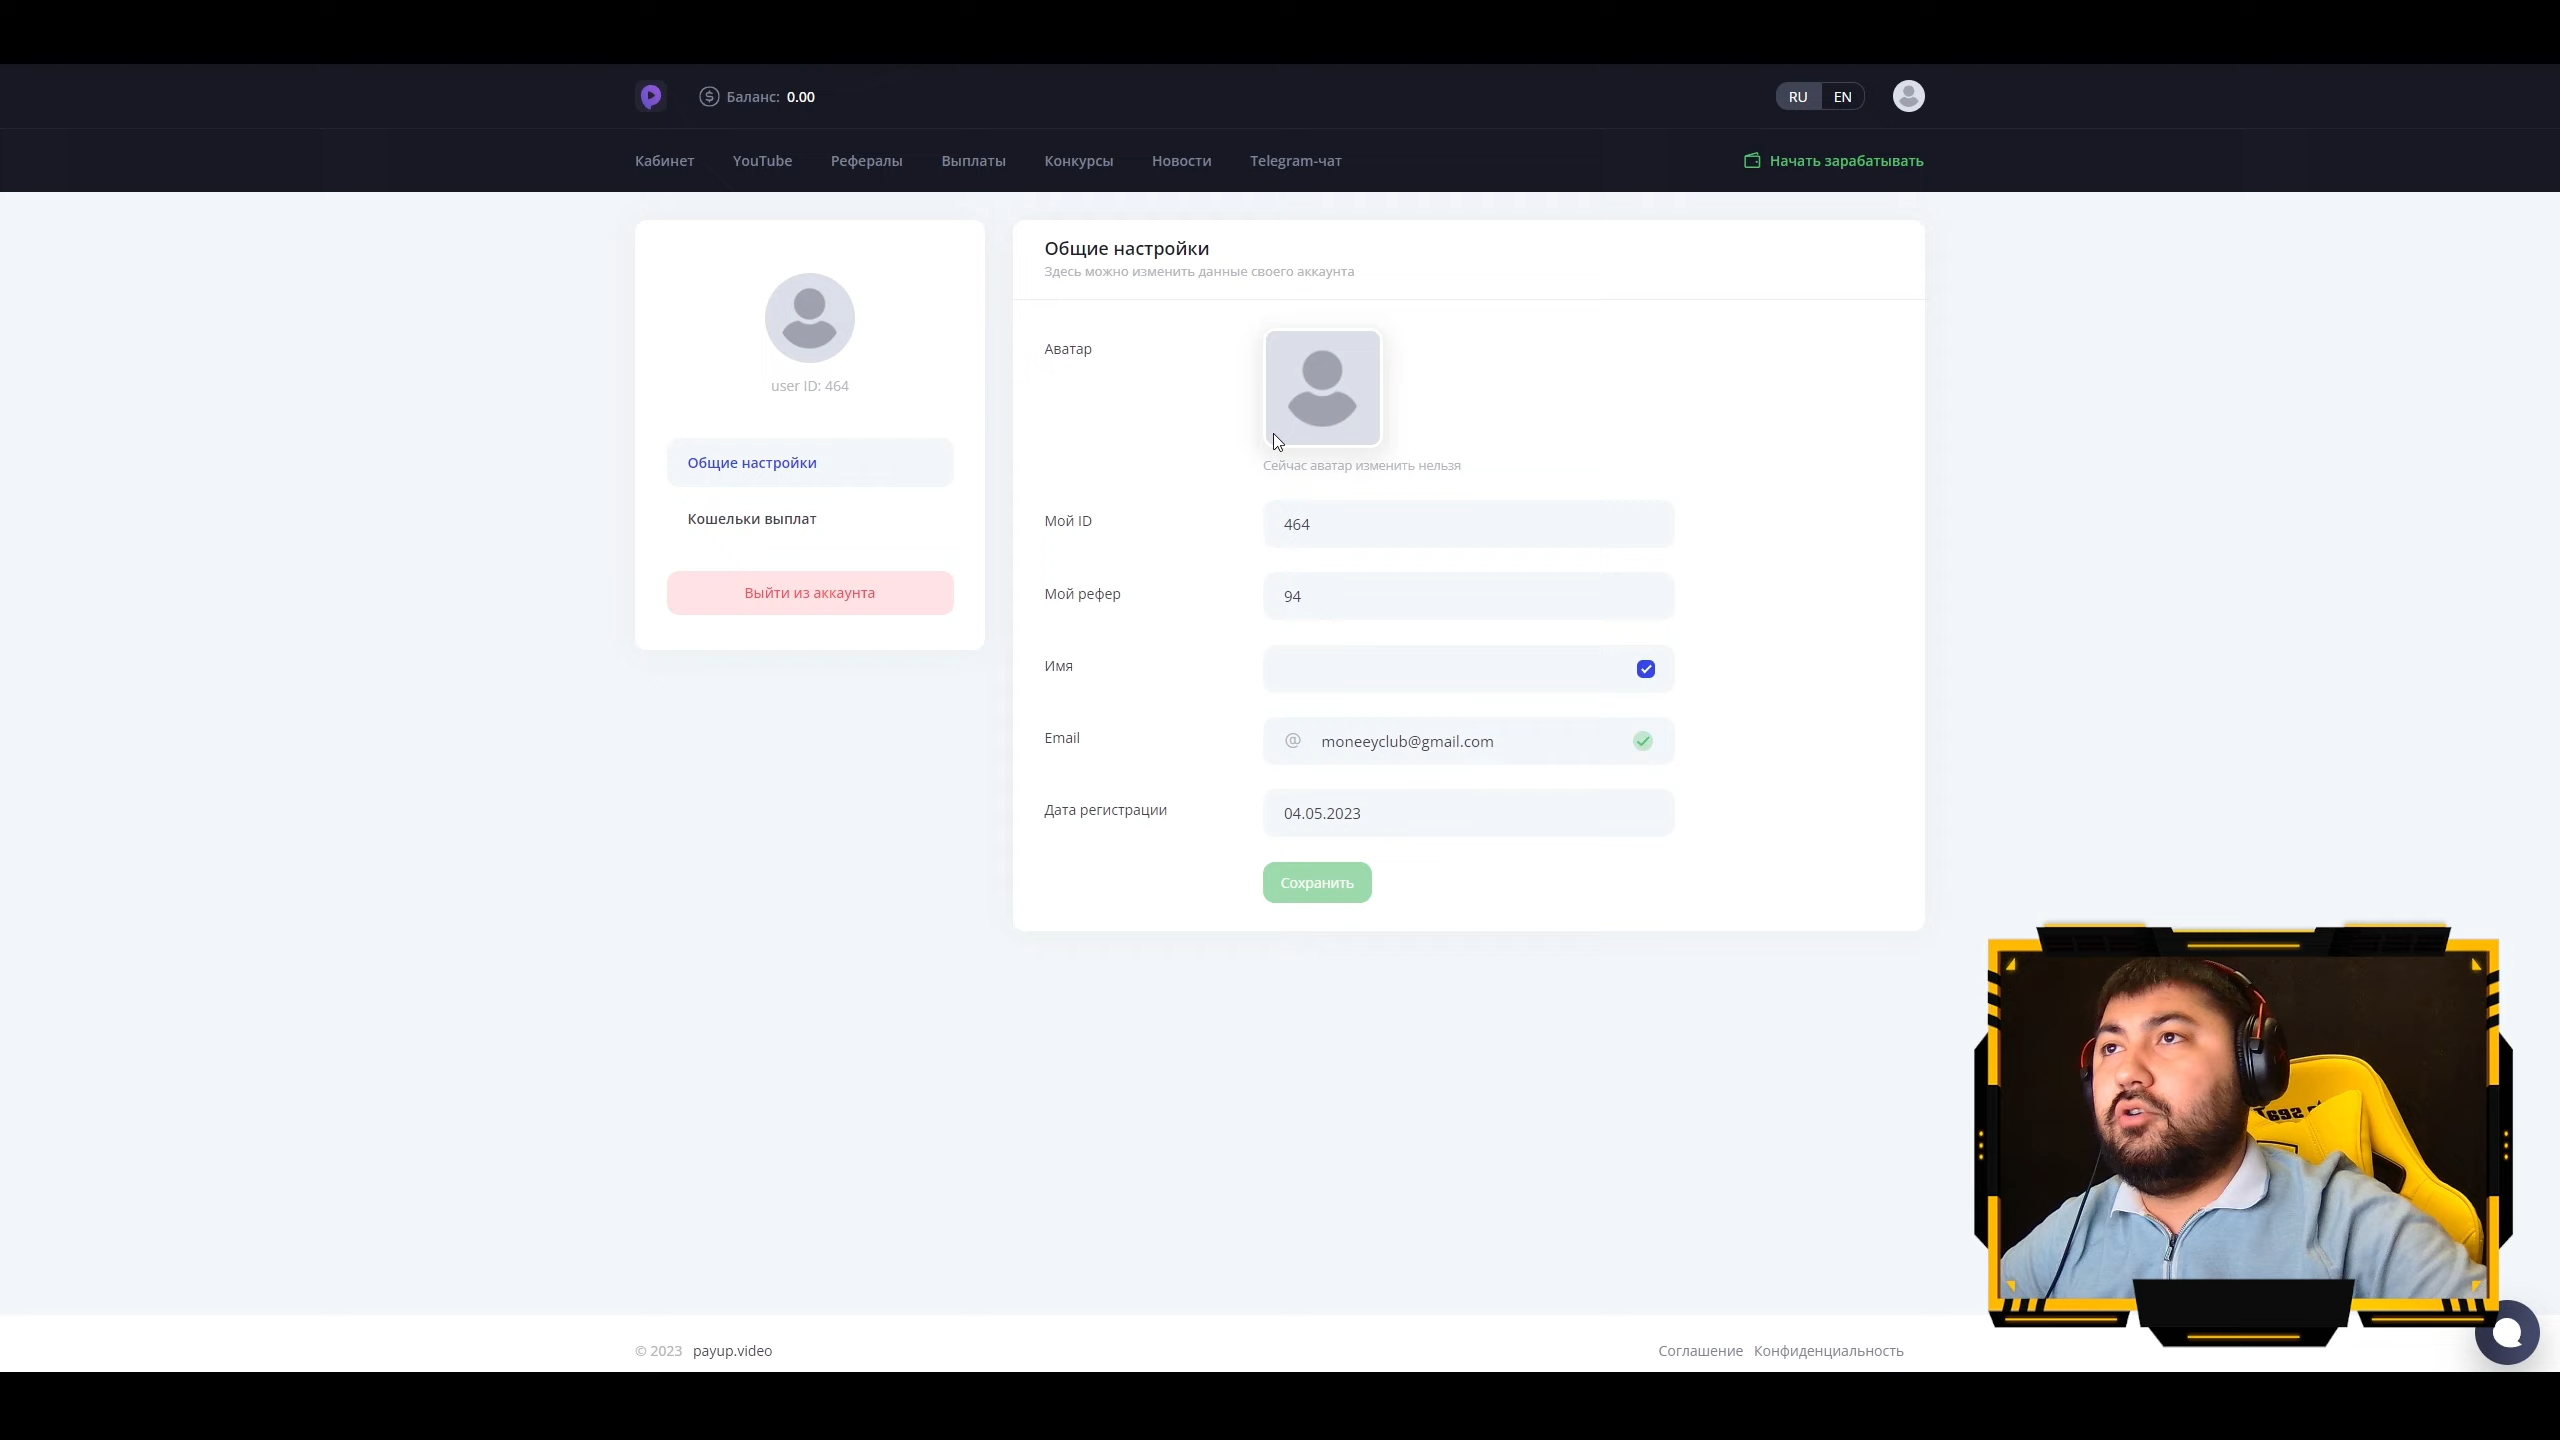 Баланс: 0.00
RU EN
Кабинет YouTube Рефералы Выплаты Конкурсы Новости Telegram-чат Начать зарабатывать
user ID: 464
Общие настройки
Кошельки выплат
Выйти из аккаунта
Общие настройки
Здесь можно изменить данные своего аккаунта
Аватар
Сейчас аватар изменить нельзя
Мой ID 464
Мой рефер 94
Имя
Email @ moneeyclub@gmail.com
Дата регистрации 04.05.2023
Сохранить
© 2023 payup.video
Соглашение Конфиденциальность